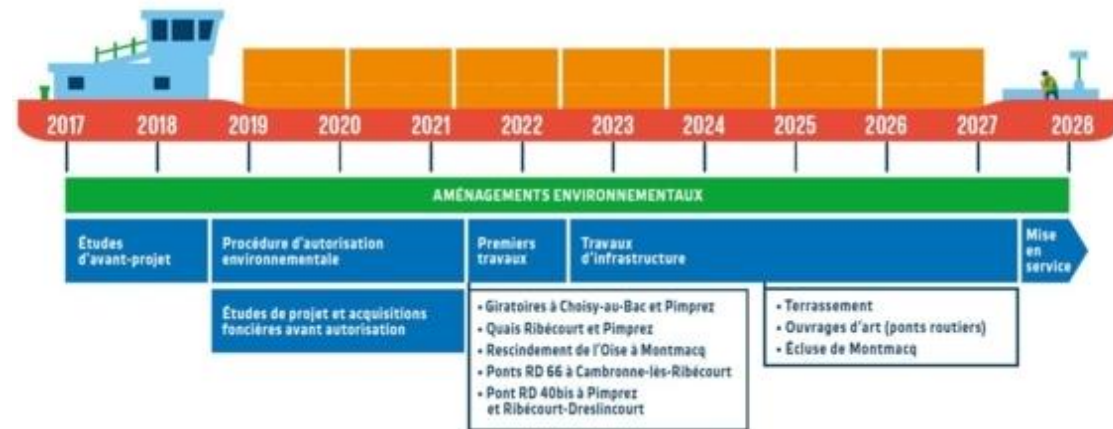 2017 2018 2019 2020 2021 2022 2023 2024 2025 2026 2027 2028
AMÉNAGEMENTS ENVIRONNEMENTAUX
Études
d'avant-projet
Procédure d'autorisation
environnementale
Premiers
travaux
Travaux
d'infrastructure
Mise
en
service
Études de projet et acquisitions
foncières avant autorisation
• Giratoires à Choisy-au-Bac et Pimprez
• Quais Ribécourt et Pimprez
• Rescindement de l'Oise à Montmacq
• Ponts RD 66 à Cambronne-lès-Ribécourt
• Pont RD 40bis à Pimprez
et Ribécourt-Dreslincourt
• Terrassement
• Ouvrages d'art (ponts routiers)
• Écluse de Montmacq